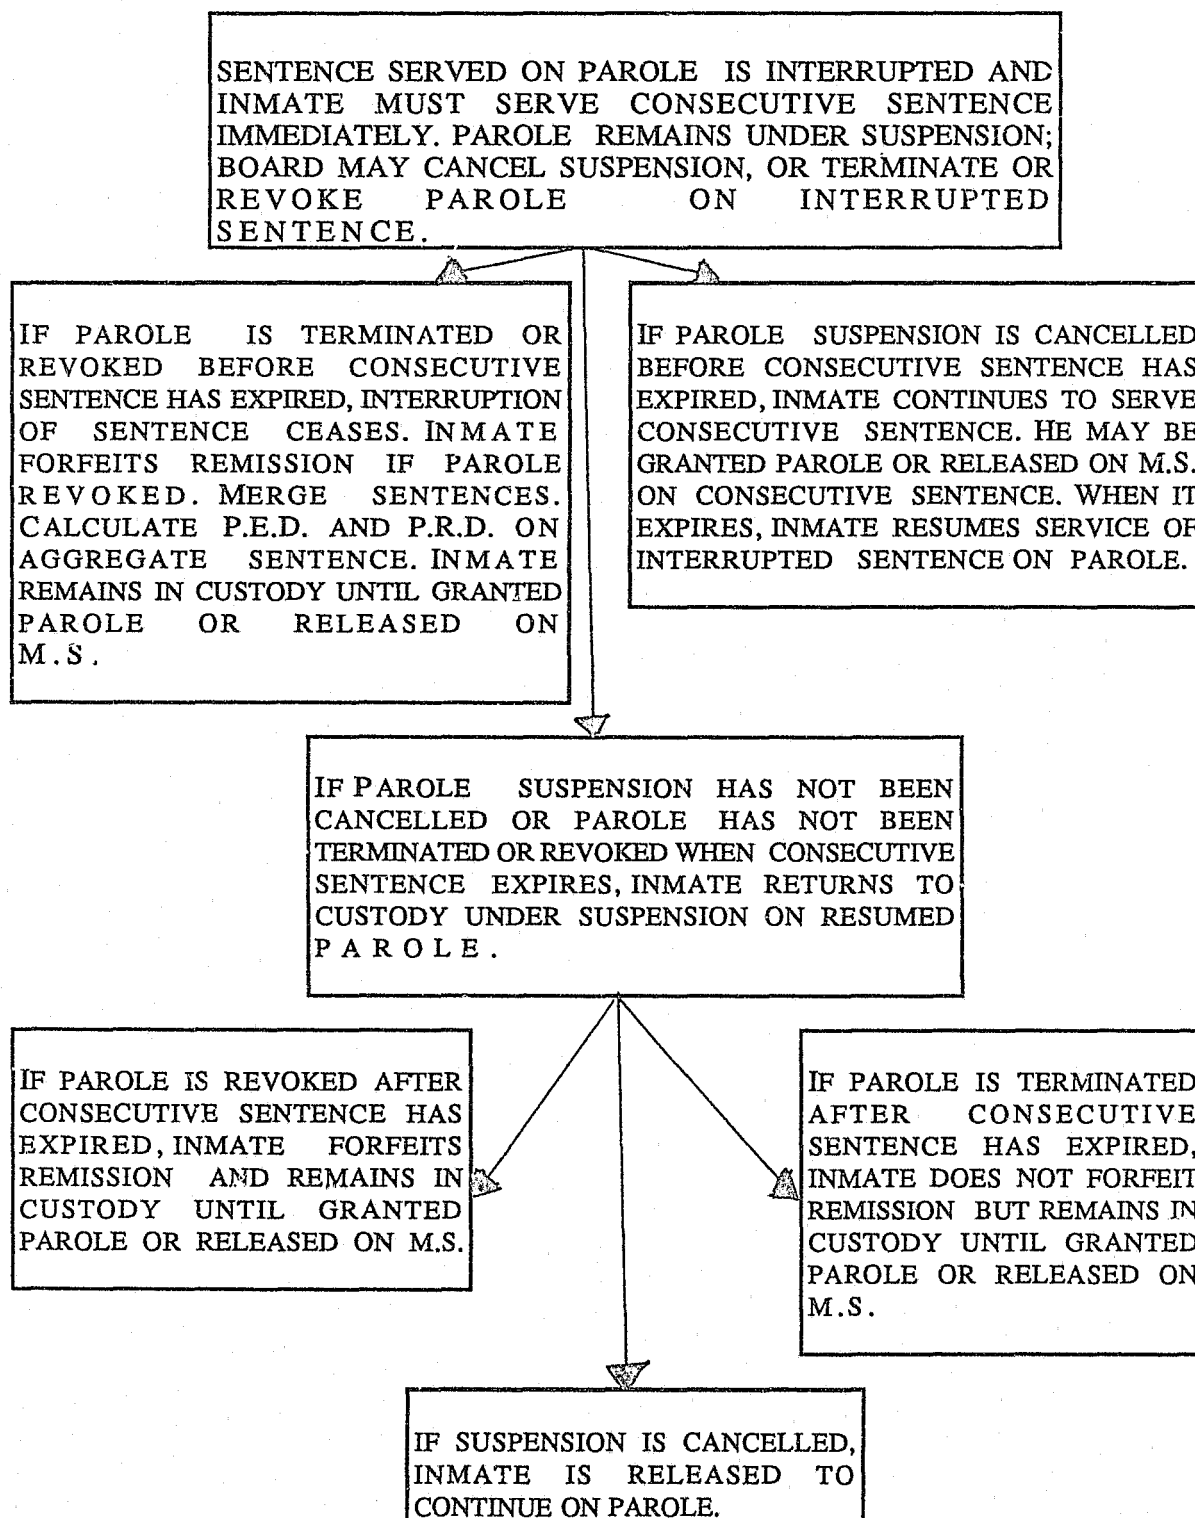 SENTENCE SERVED ON PAROLE IS INTERRUPTED AND
INMATE MUST SERVE CONSECUTIVE SENTENCE
IMMEDIATELY. PAROLE REMAINS UNDER SUSPENSION;
BOARD MAY CANCEL SUSPENSION, OR TERMINATE OR
REVOKE PAROLE ON INTERRUPTED
SENTENCE.
IF PAROLE IS TERMINATED OR
REVOKED BEFORE CONSECUTIVE
SENTENCE HAS EXPIRED, INTERRUPTION
OF SENTENCE CEASES. INMATE
FORFEITS REMISSION IF PAROLE
REVOKED. MERGE SENTENCES.
CALCULATE P.E.D. AND P.R.D. ON
AGGREGATE SENTENCE. INMATE
REMAINS IN CUSTODY UNTIL GRANTED
PAROLE OR RELEASED ON
M.S.
IF PAROLE SUSPENSION IS CANCELLED
BEFORE CONSECUTIVE SENTENCE HAS
EXPIRED, INMATE CONTINUES TO SERVE
CONSECUTIVE SENTENCE. HE MAY BE
GRANTED PAROLE OR RELEASED ON M.S.
ON CONSECUTIVE SENTENCE. WHEN IT
EXPIRES, INMATE RESUMES SERVICE OF
INTERRUPTED SENTENCE ON PAROLE.
IF PAROLE SUSPENSION HAS NOT BEEN
CANCELLED OR PAROLE HAS NOT BEEN
TERMINATED OR REVOKED WHEN CONSECUTIVE
SENTENCE EXPIRES, INMATE RETURNS TO
CUSTODY UNDER SUSPENSION ON RESUMED
PAROLE.
IF PAROLE IS REVOKED AFTER
CONSECUTIVE SENTENCE HAS
EXPIRED, INMATE FORFEITS
REMISSION AND REMAINS IN
CUSTODY UNTIL GRANTED
PAROLE OR RELEASED ON M.S.
IF PAROLE IS TERMINATED
AFTER CONSECUTIVE
SENTENCE HAS EXPIRED,
INMATE DOES NOT FORFEIT
REMISSION BUT REMAINS IN
CUSTODY UNTIL GRANTED
PAROLE OR RELEASED ON
M.S.
IF SUSPENSION IS CANCELLED,
INMATE IS RELEASED TO
CONTINUE ON PAROLE.